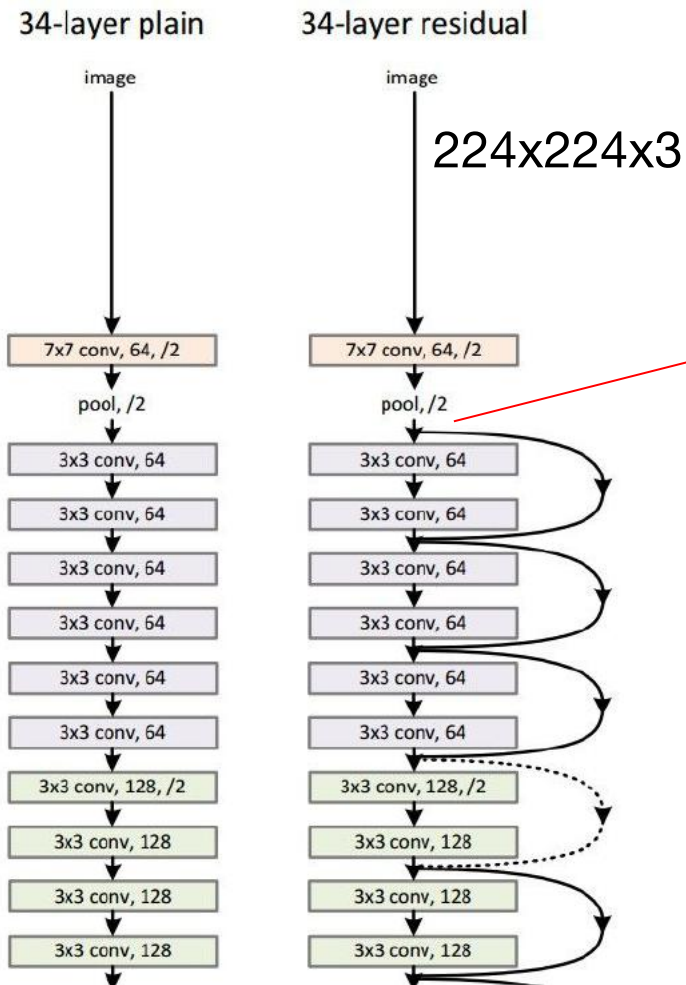 34-layer plain
34-layer residual
image
image
224x224x3
7x7 conv, 64, /2
7x7 conv, 64, /2
pool, /2
pool, /2
3x3 conv, 64
3x3 conv, 64
3x3 conv, 64
3x3 conv, 64
3x3 conv, 64
3x3 conv, 64
3x3 conv, 64
3x3 conv, 64
3x3 conv, 64
3x3 conv, 64
3x3 conv, 64
3x3 conv, 64
3x3 conv, 128, /2
3x3 conv, 128, /2
3x3 conv, 128
3x3 conv, 128
3x3 conv, 128
3x3 conv, 128
3x3 conv, 128
3x3 conv, 128